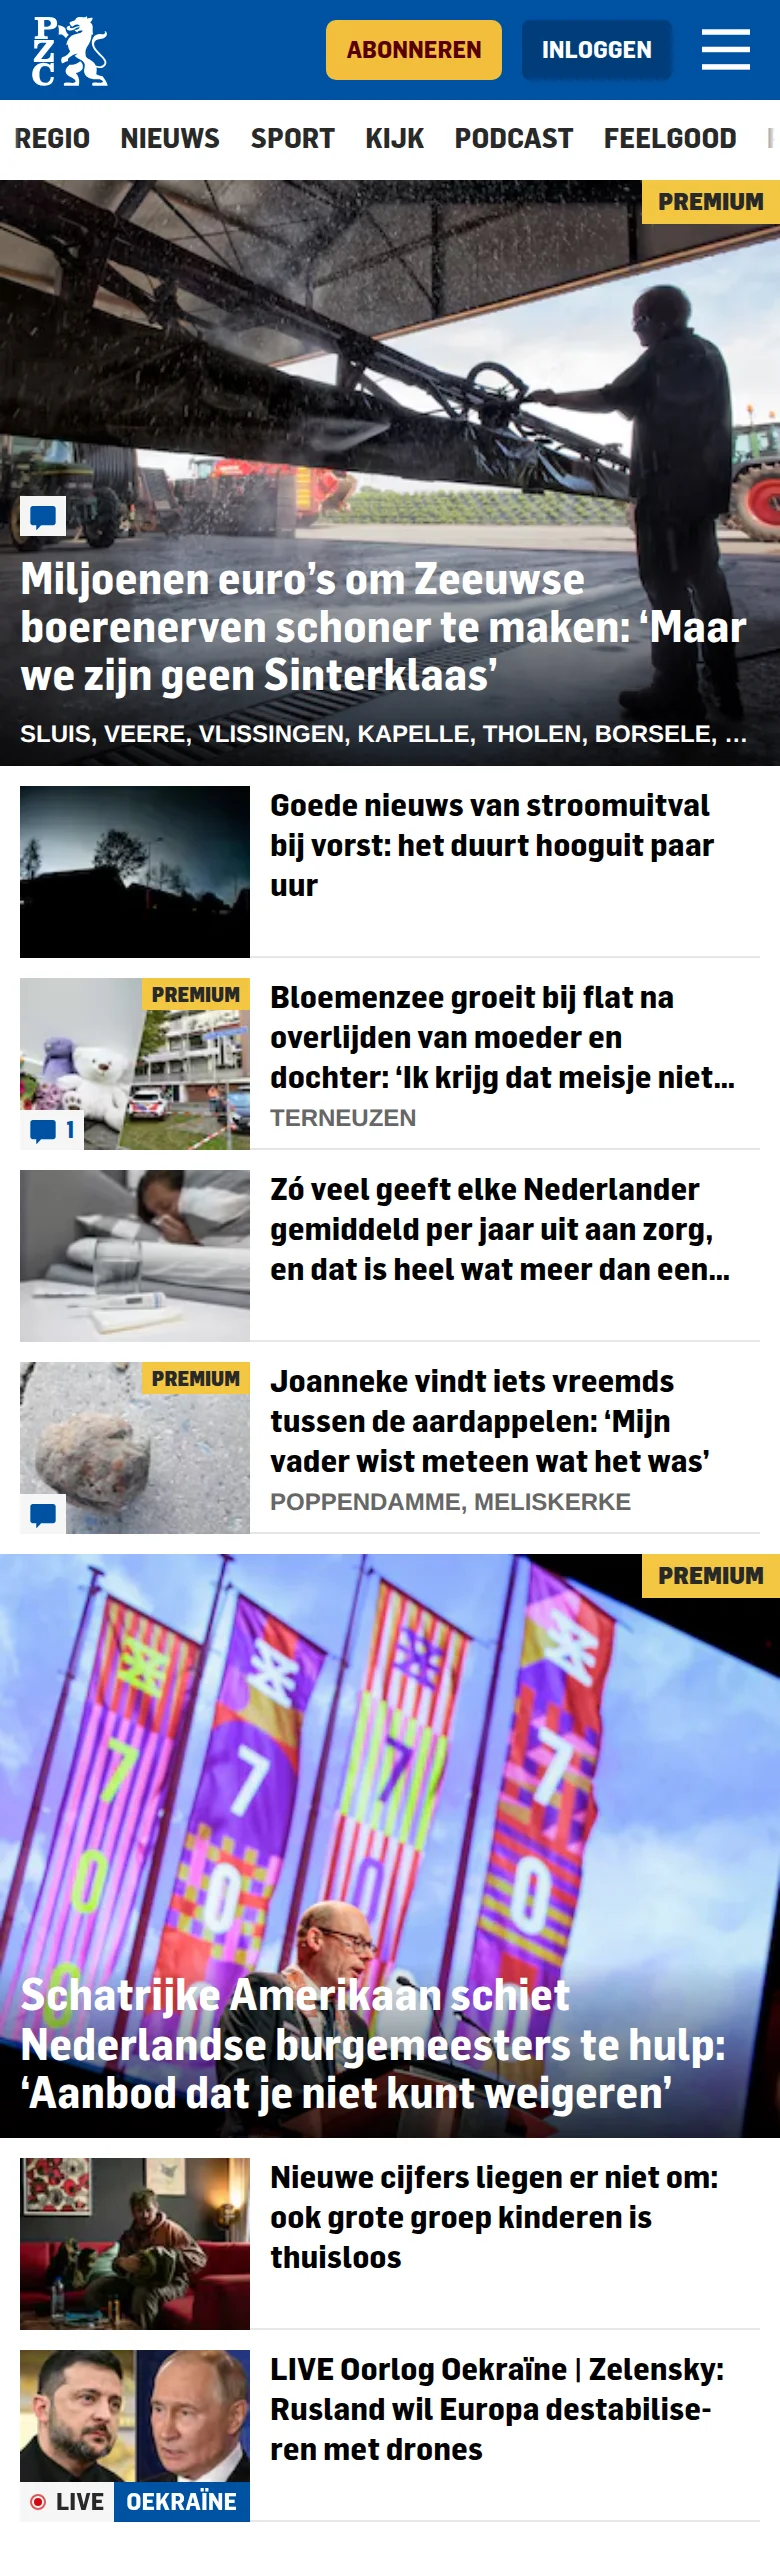 PZC
ABONNEREN
INLOGGEN
REGIO NIEUWS SPORT KIJK PODCAST FEELGOOD
PREMIUM
Miljoenen euro’s om Zeeuwse
boerenerven schoner te maken: ‘Maar
we zijn geen Sinterklaas’
SLUIS, VEERE, VLISSINGEN, KAPELLE, THOLEN, BORSELE, …
Goede nieuws van stroomuitval
bij vorst: het duurt hooguit paar
uur
PREMIUM
1
Bloemenzee groeit bij flat na
overlijden van moeder en
dochter: ‘Ik krijg dat meisje niet…
TERNEUZEN
Zó veel geeft elke Nederlander
gemiddeld per jaar uit aan zorg,
en dat is heel wat meer dan een…
PREMIUM
Joanneke vindt iets vreemds
tussen de aardappelen: ‘Mijn
vader wist meteen wat het was’
POPPENDAMME, MELISKERKE
PREMIUM
700
70
70
70
Schatrijke Amerikaan schiet
Nederlandse burgemeesters te hulp:
‘Aanbod dat je niet kunt weigeren’
Nieuwe cijfers liegen er niet om:
ook grote groep kinderen is
thuisloos
LIVE OEKRAÏNE
LIVE Oorlog Oekraïne | Zelensky:
Rusland wil Europa destabilise-
ren met drones